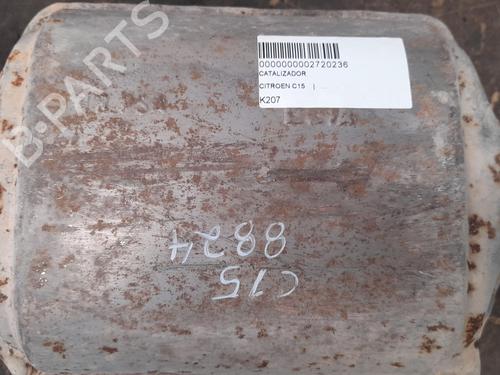 0000000002720236
CATALIZADOR
CITROEN C15 |
K207
B-PARTS
8824
C15